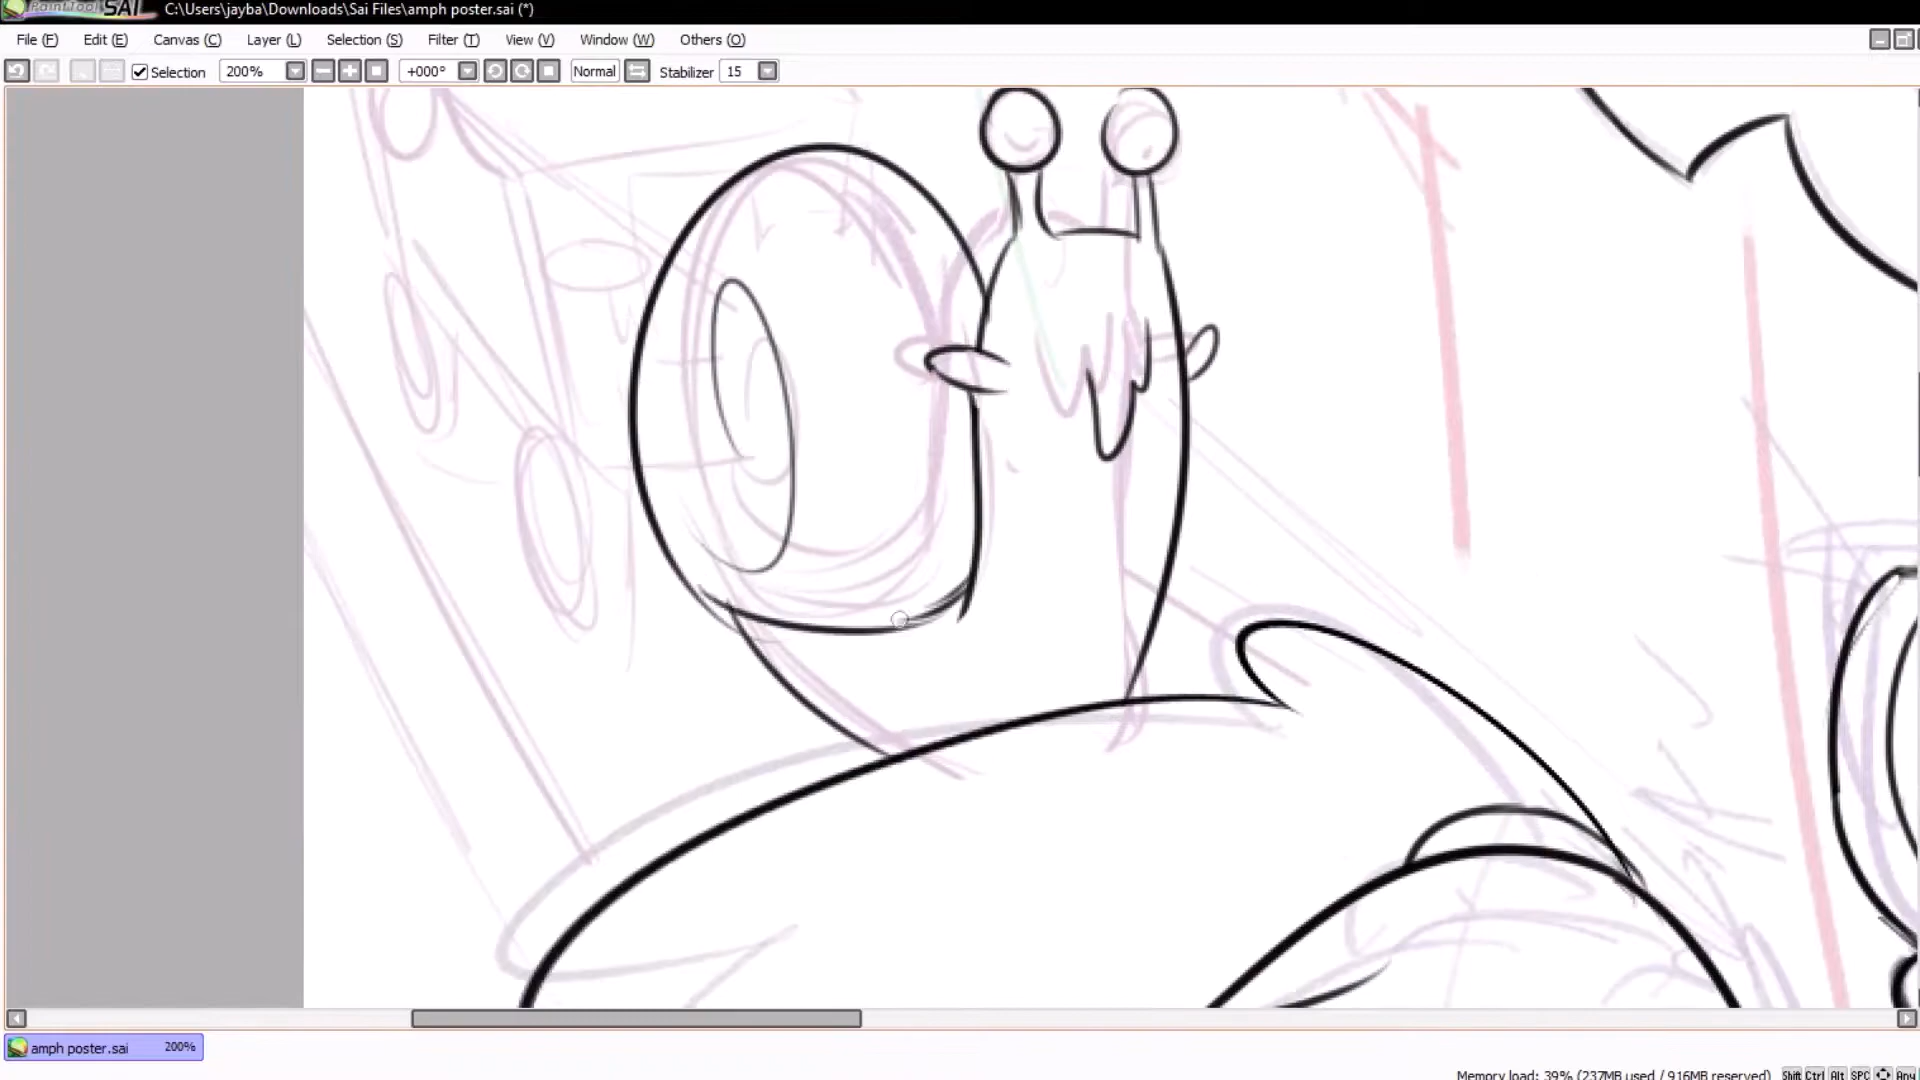 PaintTool SAI C:\Users\jayba\Downloads\Sai Files\amph poster.sai (*)
File (F) Edit (E) Canvas (C) Layer (L) Selection (S) Filter (T) View (V) Window (W) Others (O)
Selection 200% +000° Normal Stabilizer 15
amph poster.sai 200%
Memory load: 39% (237MB used / 916MB reserved) Shift Ctrl Alt SPC Any